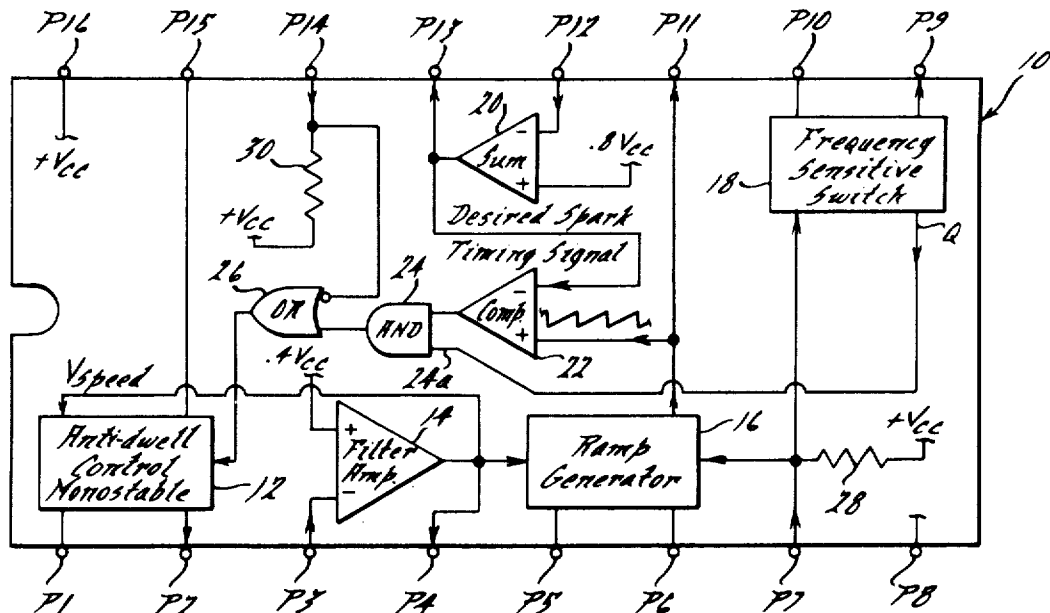 P16 P15 P14 P13 P12 P11 P10 P9
10
20
Sum
-
+
.8Vcc
30
+Vcc
+Vcc
18
Frequency
Sensitive
Switch
Q
Desired Spark
Timing Signal
26
OR
24
AND
24a
Comp.
-
+
22
.4Vcc
Vspeed
Anti-dwell
Control
Monostable
12
14
+
Filter
Amp.
-
16
Ramp
Generator
+Vcc
28
P1 P2 P3 P4 P5 P6 P7 P8